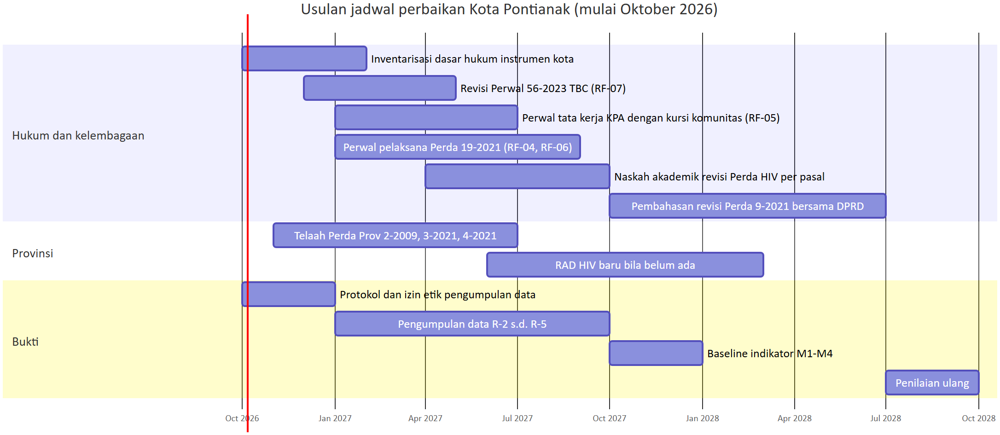 Usulan jadwal perbaikan Kota Pontianak (mulai Oktober 2026)
Hukum dan kelembagaan
Inventarisasi dasar hukum instrumen kota
Revisi Perwal 56-2023 TBC (RF-07)
Perwal tata kerja KPA dengan kursi komunitas (RF-05)
Perwal pelaksana Perda 19-2021 (RF-04, RF-06)
Naskah akademik revisi Perda HIV per pasal
Pembahasan revisi Perda 9-2021 bersama DPRD
Provinsi
Telaah Perda Prov 2-2009, 3-2021, 4-2021
RAD HIV baru bila belum ada
Bukti
Protokol dan izin etik pengumpulan data
Pengumpulan data R-2 s.d. R-5
Baseline indikator M1-M4
Penilaian ulang
Oct 2026 Jan 2027 Apr 2027 Jul 2027 Oct 2027 Jan 2028 Apr 2028 Jul 2028 Oct 2028